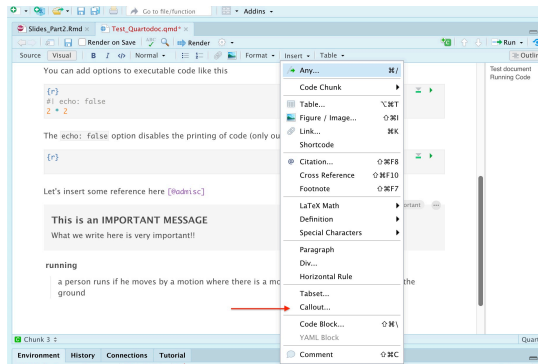 Go to file/function
Addins
Slides_Part2.Rmd
Test_Quartodoc.qmd*
Render on Save
Render
Run
Source
Visual
B
Normal
Format
Insert
Table
Outlin
You can add options to executable code like this
{r}
#| echo: false
2 * 2
The echo: false option disables the printing of code (only ou
{r}
Let's insert some reference here [@admisc]
ortant
This is an IMPORTANT MESSAGE
What we write here is very important!!
running
a person runs if he moves by a motion where there is a mo
the
ground
Any... ⌘/
Code Chunk
Table... ⌥⌘T
Figure / Image... ⇧⌘I
Link... ⌘K
Shortcode
Citation... ⇧⌘F8
Cross Reference ⇧⌘F10
Footnote ⇧⌘F7
LaTeX Math
Definition
Special Characters
Paragraph
Div...
Horizontal Rule
Tabset...
Callout...
Code Block... ⇧⌘\
YAML Block
Comment ⇧⌘C
Test document
Running Code
Chunk 3
Quart
Environment
History
Connections
Tutorial